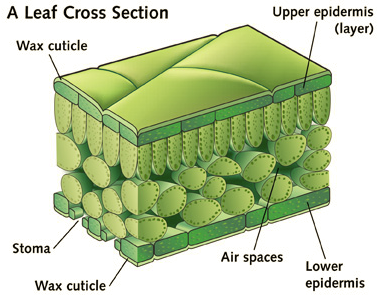 A Leaf Cross Section
Upper epidermis
(layer)
Wax cuticle
Stoma
Air spaces
Lower
epidermis
Wax cuticle